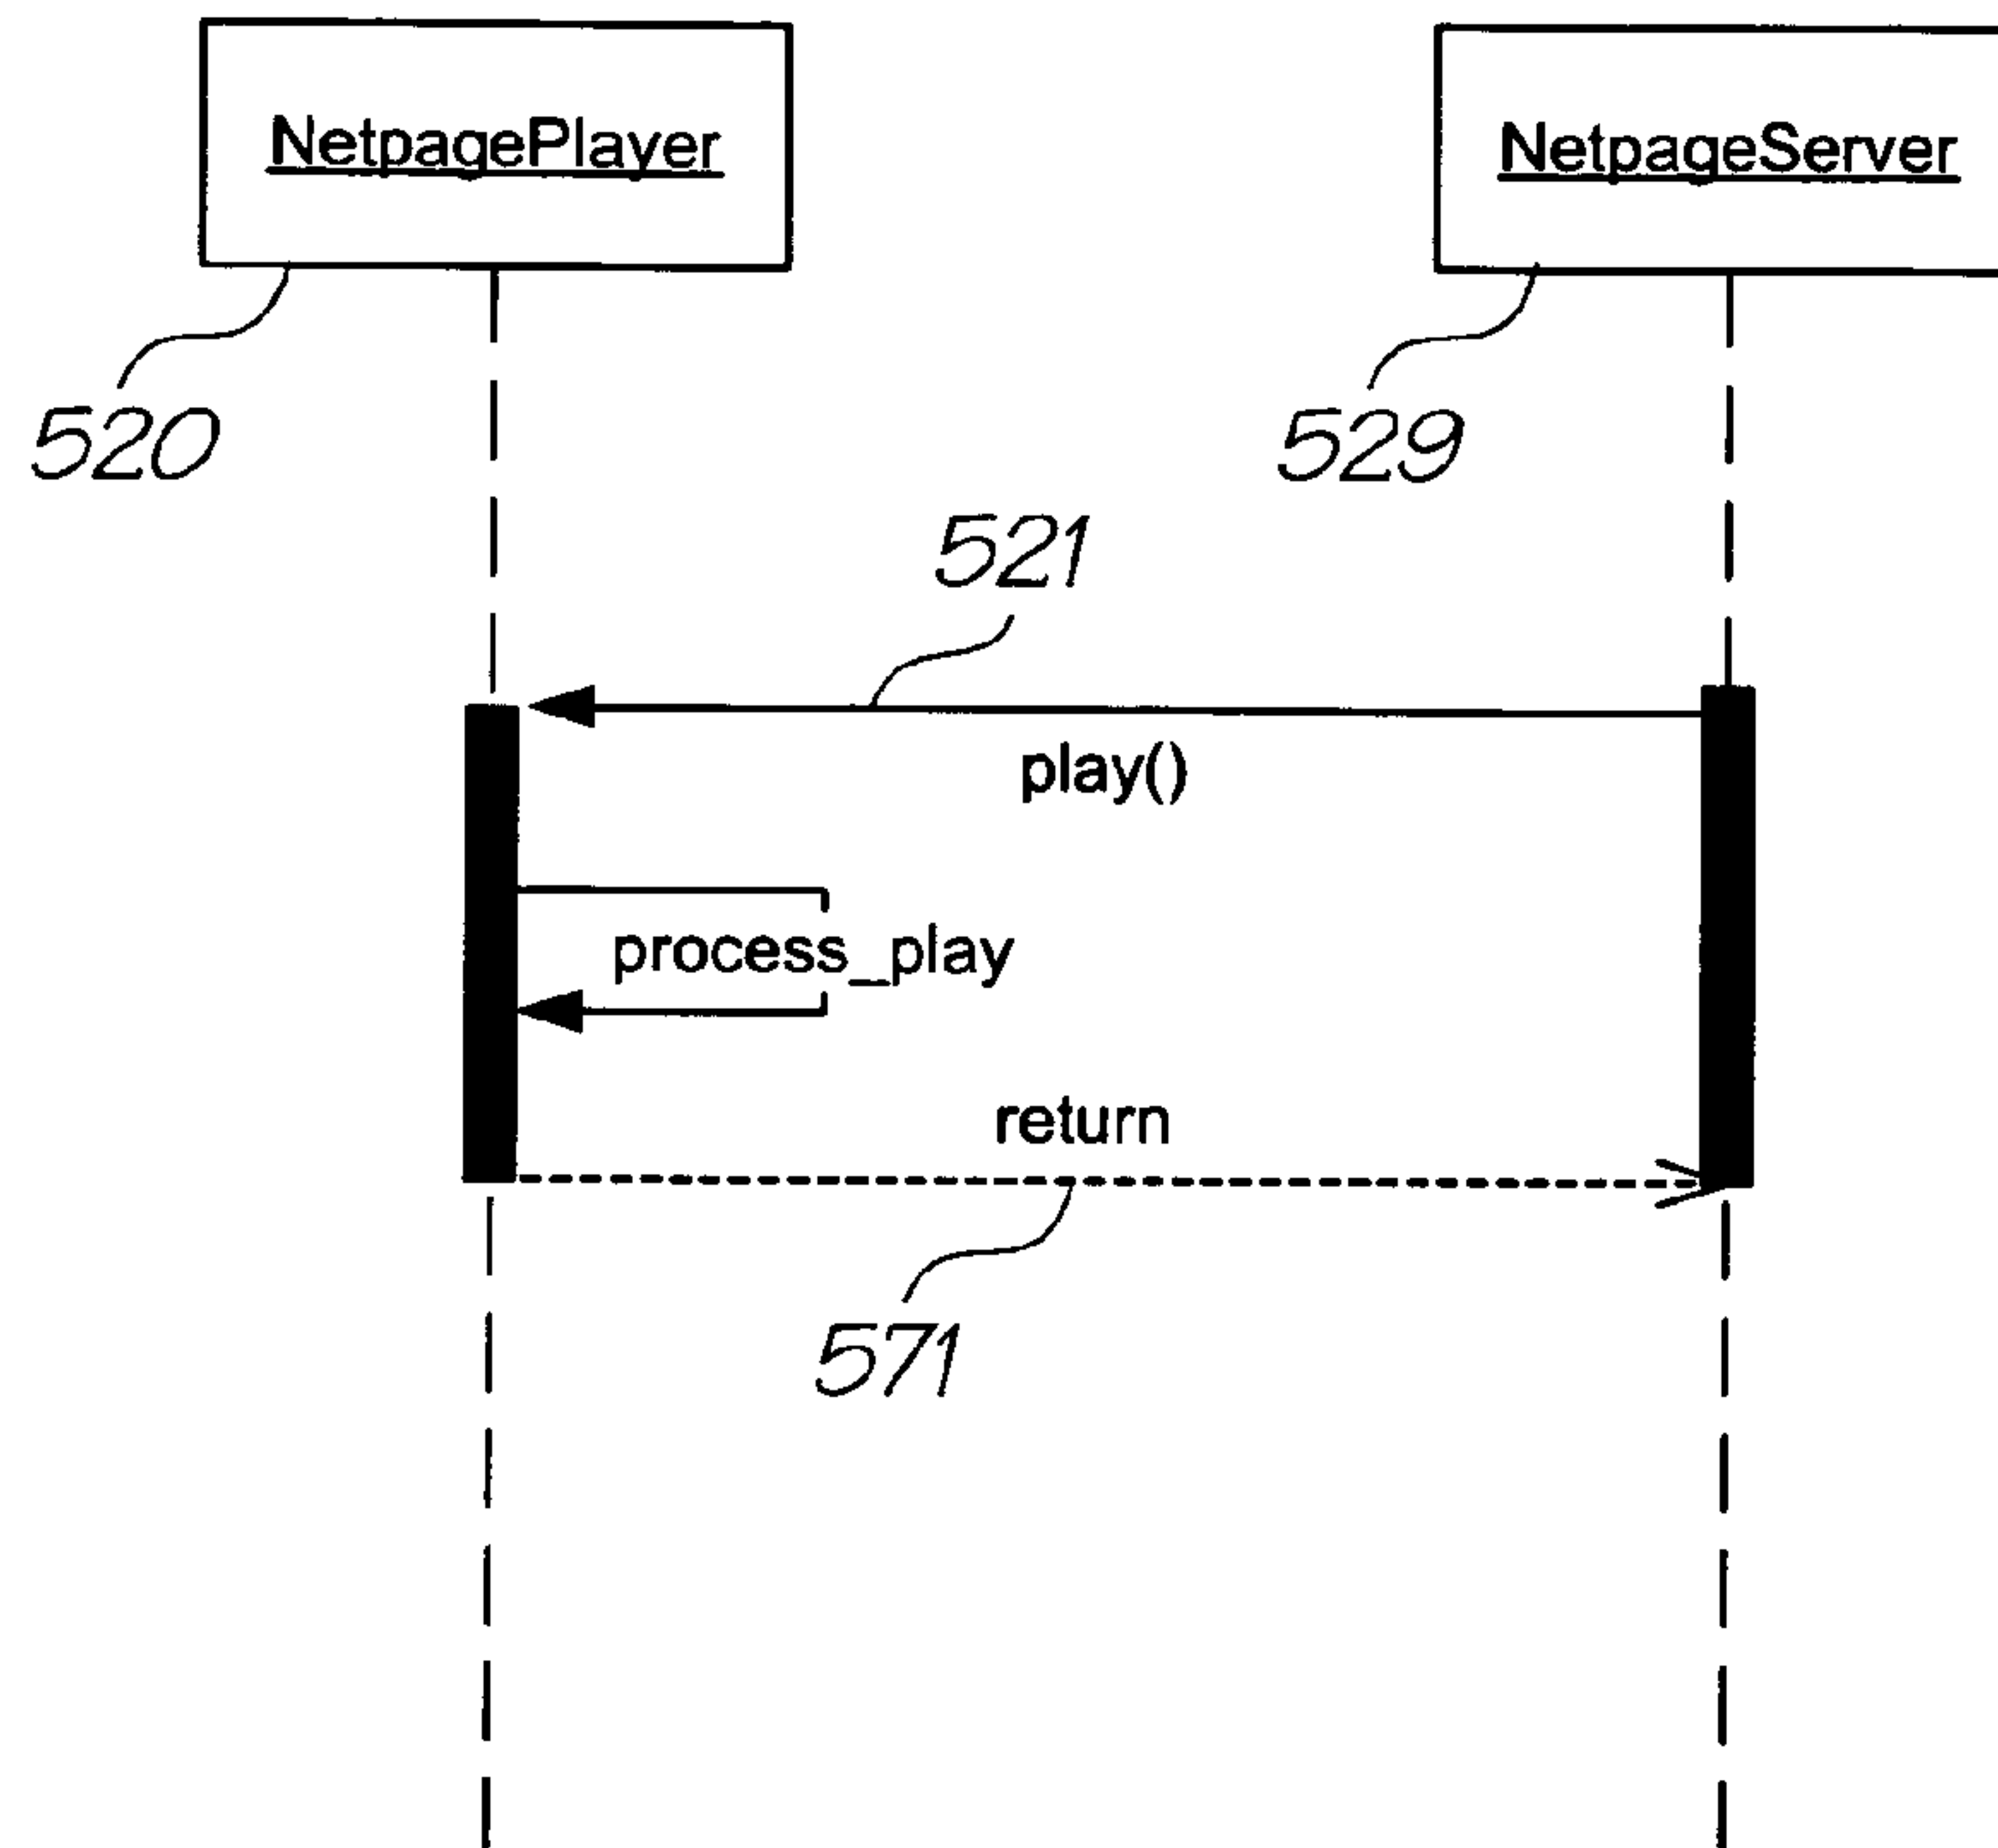 NetpagePlayer
NetpageServer
520
529
521
play()
process_play
return
571